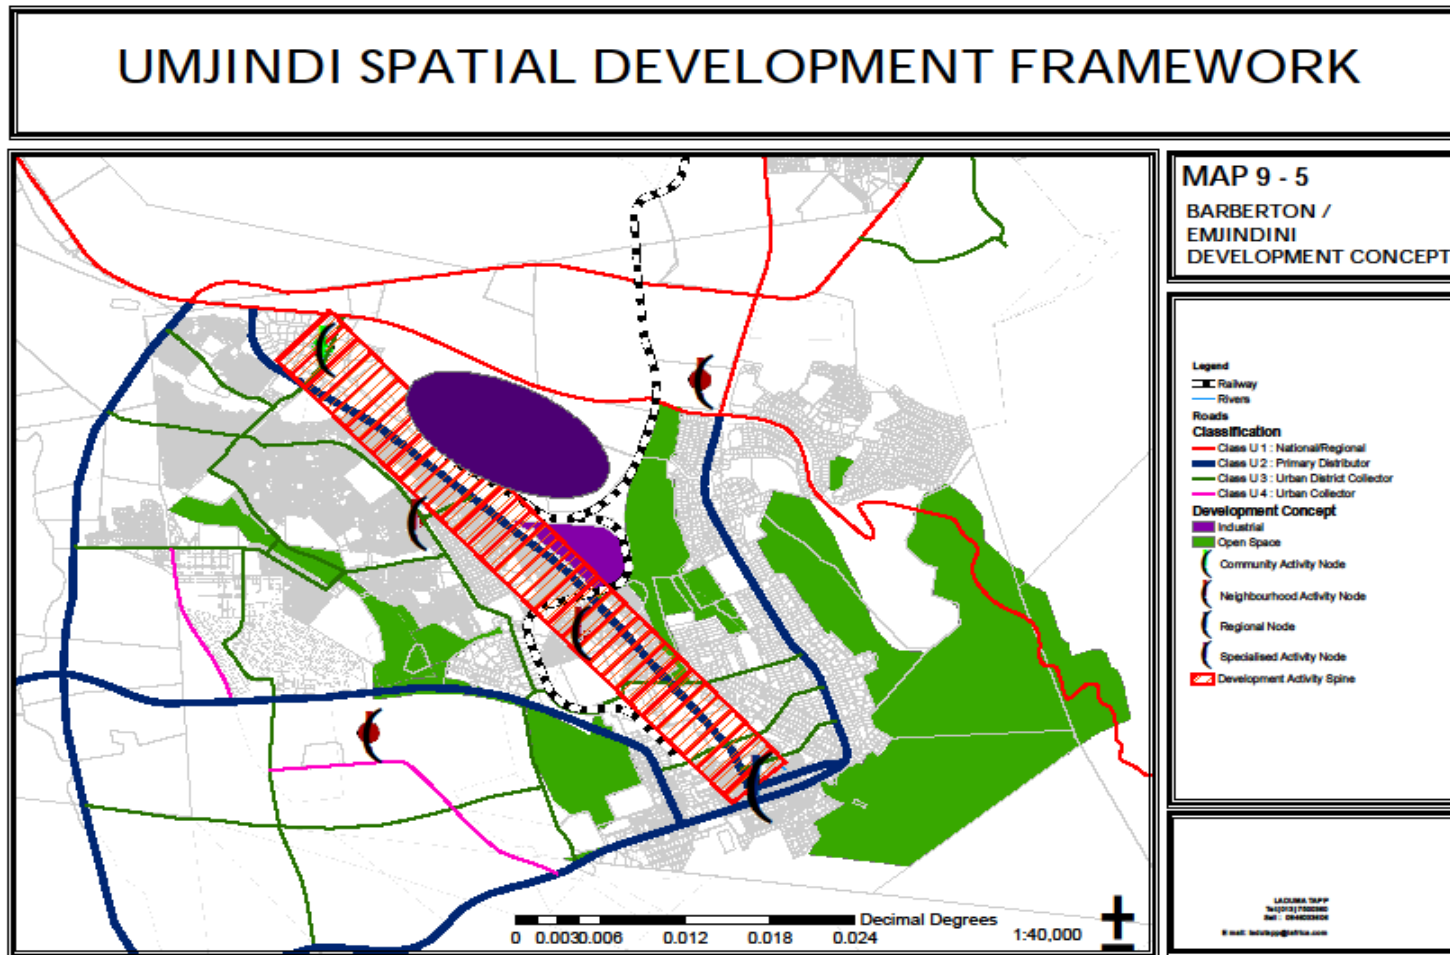 UMJINDI SPATIAL DEVELOPMENT FRAMEWORK
MAP 9 - 5
BARBERTON /
EMJINDINI
DEVELOPMENT CONCEPT
Legend
Railway
Rivers
Roads
Classification
Class U 1 : National/Regional
Class U 2 : Primary Distributor
Class U 3 : Urban District Collector
Class U 4 : Urban Collector
Development Concept
Industrial
Open Space
Community Activity Node
Neighbourhood Activity Node
Regional Node
Specialised Activity Node
Development Activity Spine
Decimal Degrees
0 0.0030.006 0.012 0.018 0.024
1:40,000
LADUMA TAPP